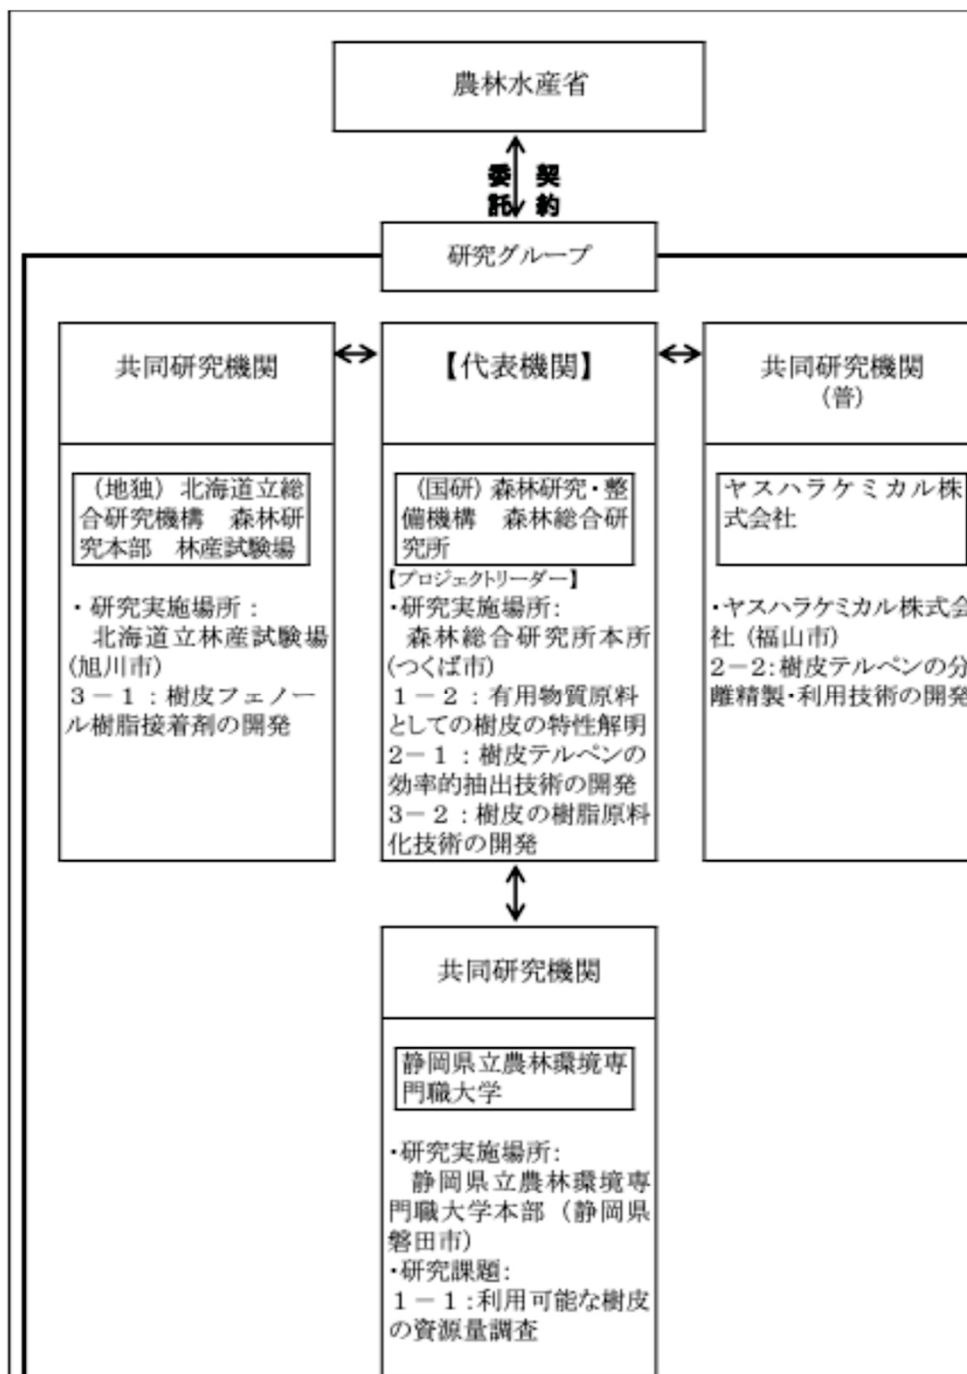 農林水産省
委託 契約
研究グループ
共同研究機関
（地独）北海道立総
合研究機構　森林研
究本部　林産試験場
・研究実施場所：
北海道立林産試験場
(旭川市)
３－１：樹皮フェノー
ル樹脂接着剤の開発
【代表機関】
（国研）森林研究・整
備機構　森林総合研
究所
【プロジェクトリーダー】
・研究実施場所：
森林総合研究所本所
(つくば市)
１－２：有用物質原料
としての樹皮の特性解明
2－１：樹皮テルペンの
効率的抽出技術の開発
3－２：樹皮の樹脂原料
化技術の開発
共同研究機関
（普）
ヤスハラケミカル株
式会社
・ヤスハラケミカル株式会
社（福山市）
2－2：樹皮テルペンの分
離精製・利用技術の開発
共同研究機関
静岡県立農林環境専
門職大学
・研究実施場所：
静岡県立農林環境専
門職大学本部（静岡県
磐田市）
・研究課題：
１－１：利用可能な樹皮
の資源量調査